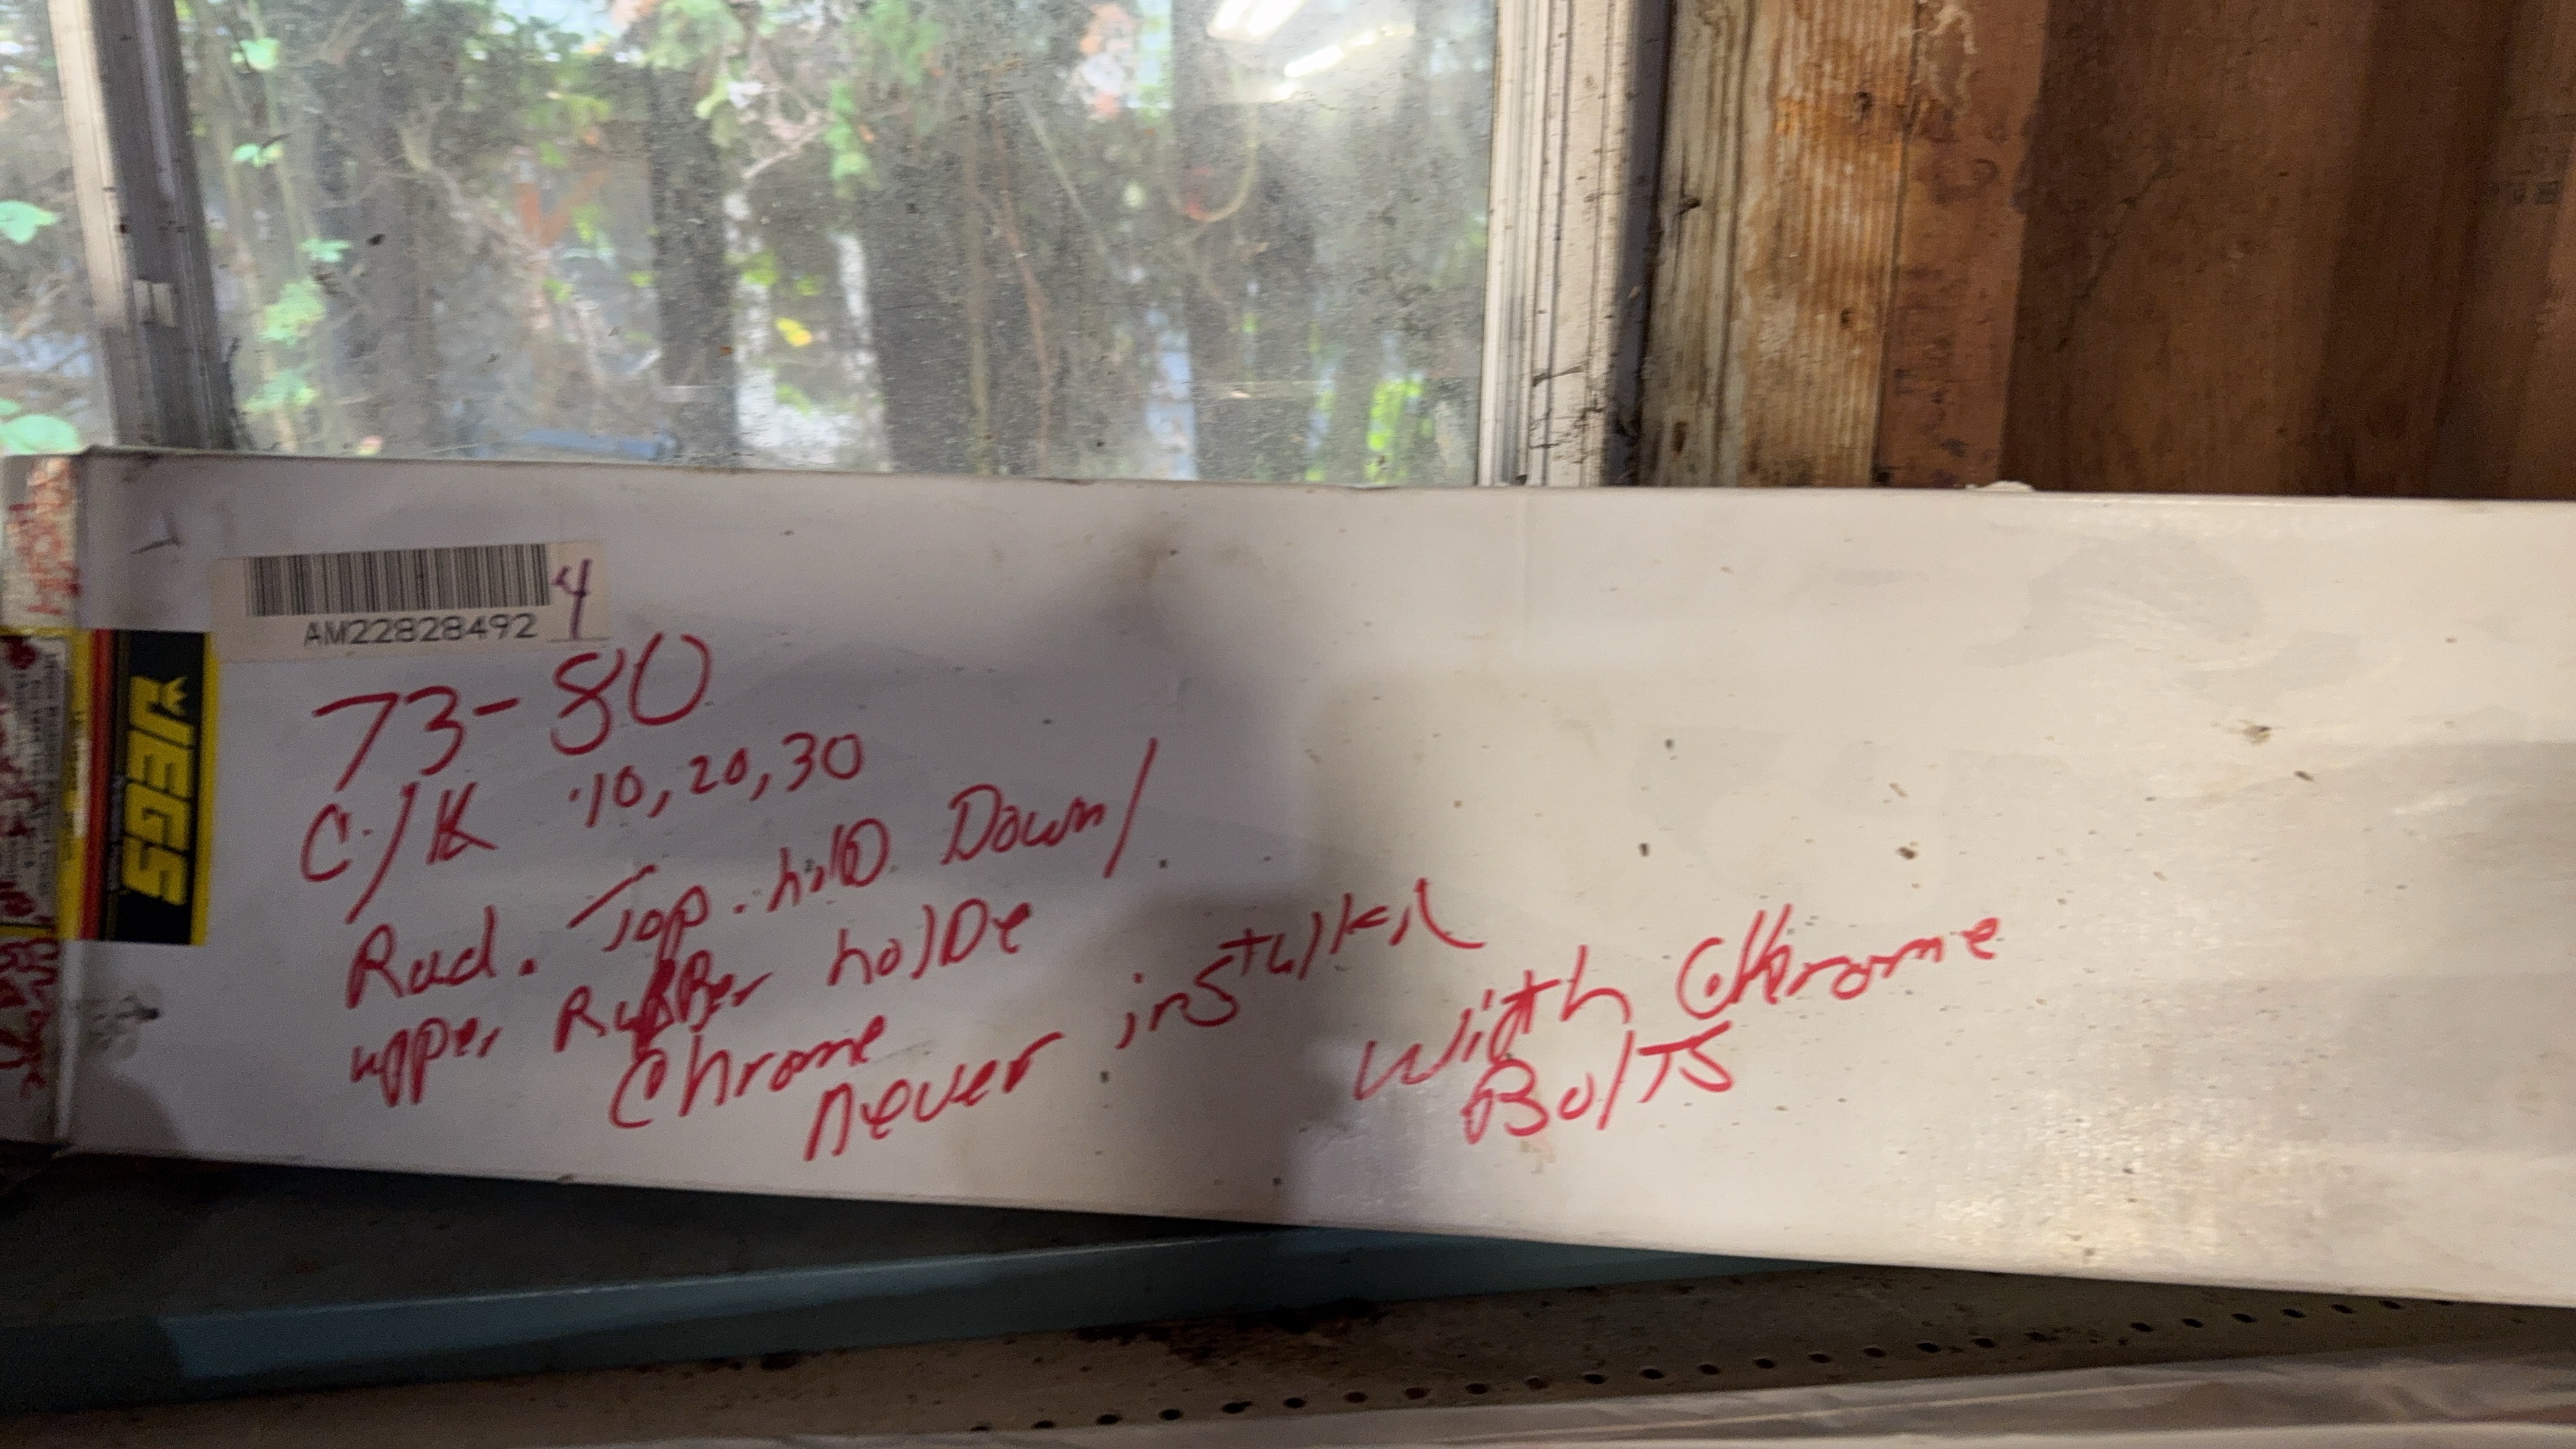 AM22828492
4
JEGS
73-80
C/K 10,20,30
Rad. Top. hold Down/
upper Rubber holde
Chrome
never installed
with Chrome
Bolts